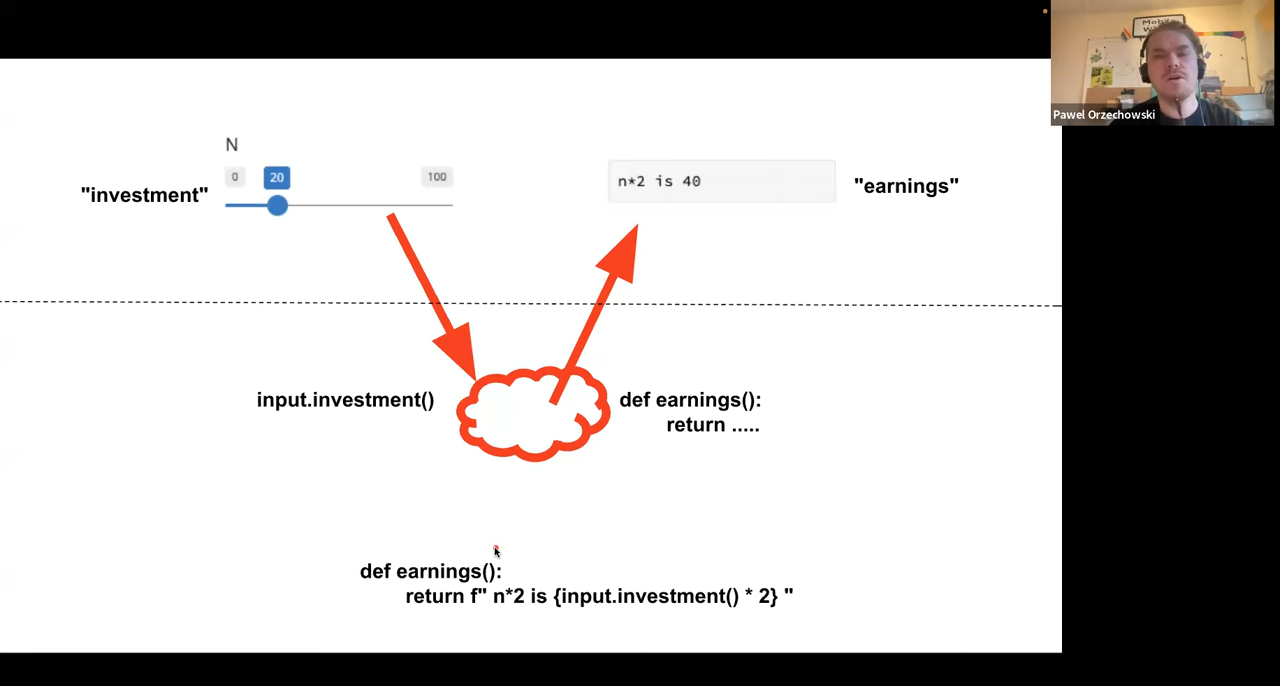 N
0 20 100
"investment"
n*2 is 40
"earnings"
input.investment()
def earnings():
return .....
def earnings():
return f" n*2 is {input.investment() * 2} "
Pawel Orzechowski